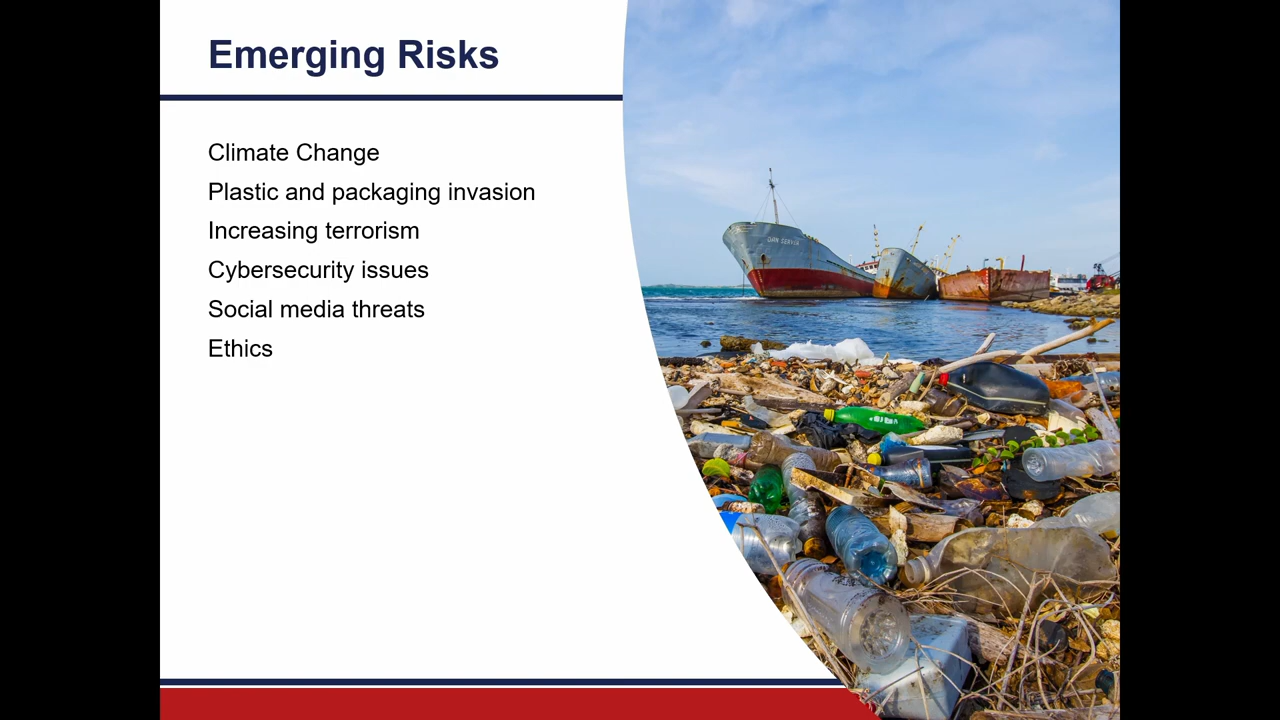 Emerging Risks
Climate Change
Plastic and packaging invasion
Increasing terrorism
Cybersecurity issues
Social media threats
Ethics